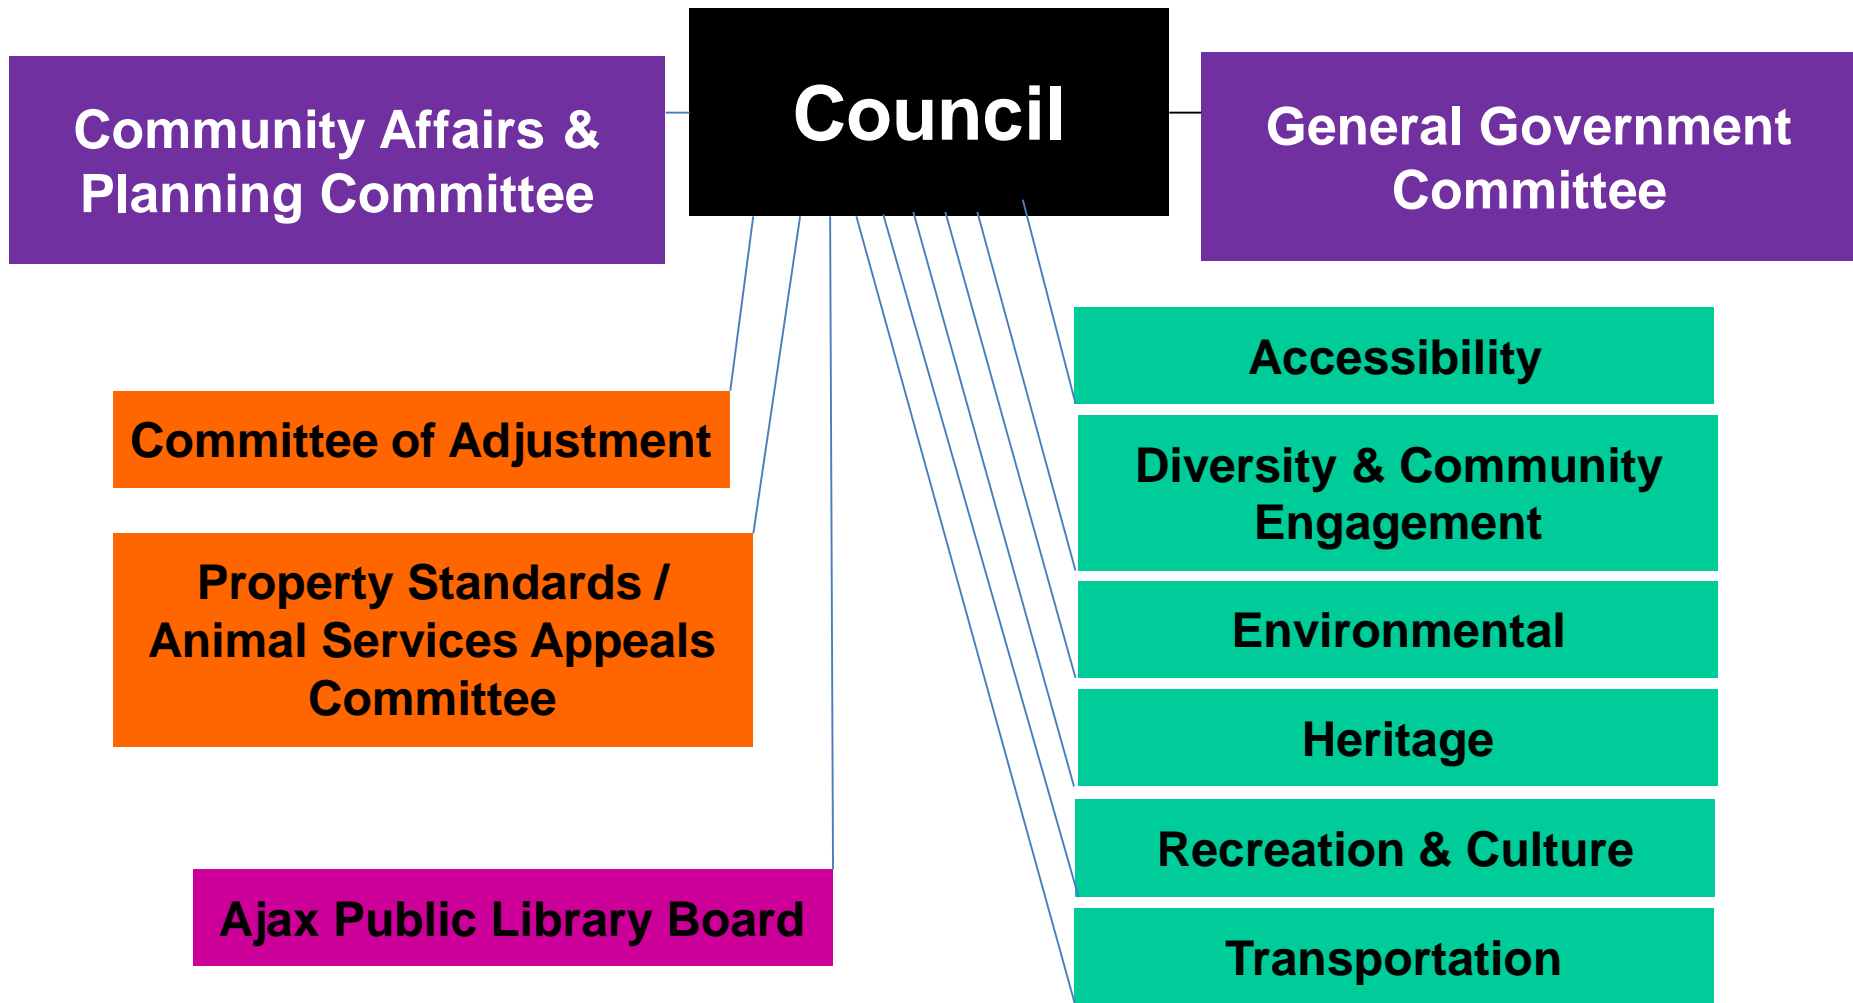 Community Affairs &
Planning Committee
Council
General Government
Committee
Committee of Adjustment
Property Standards /
Animal Services Appeals
Committee
Ajax Public Library Board
Accessibility
Diversity & Community
Engagement
Environmental
Heritage
Recreation & Culture
Transportation